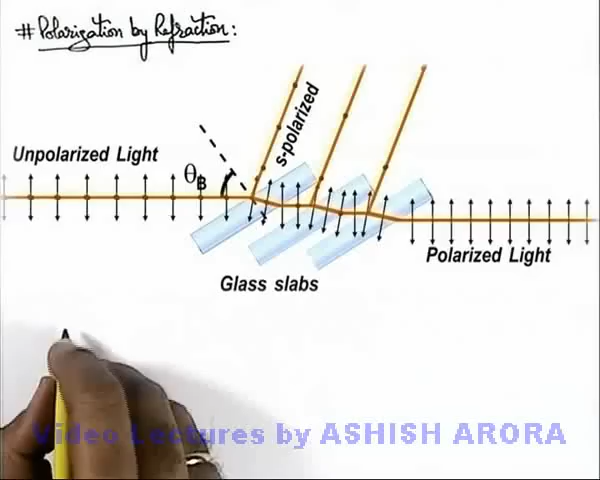 # Polarization by Refraction:
s-polarized
Unpolarized Light
θB
Polarized Light
Glass slabs
Video Lectures by ASHISH ARORA